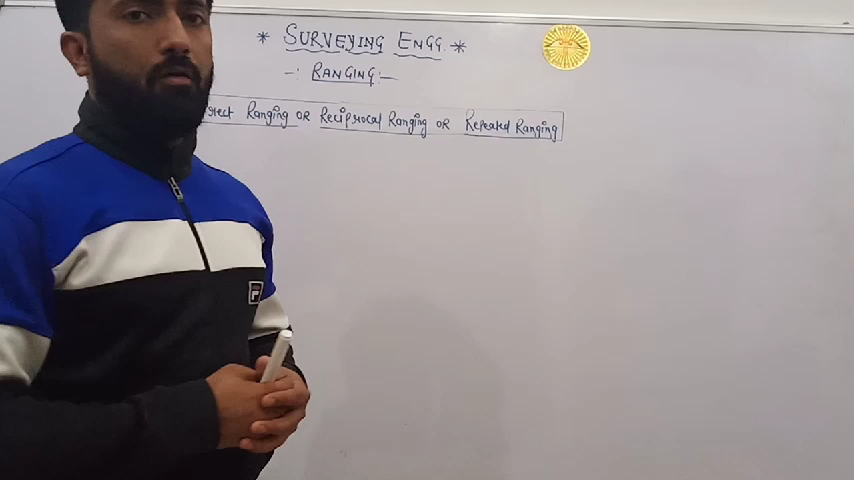 * SURVEYING ENGG. *
-: RANGING:-
Ranging OR Reciprocal Ranging OR Repeated Ranging
F